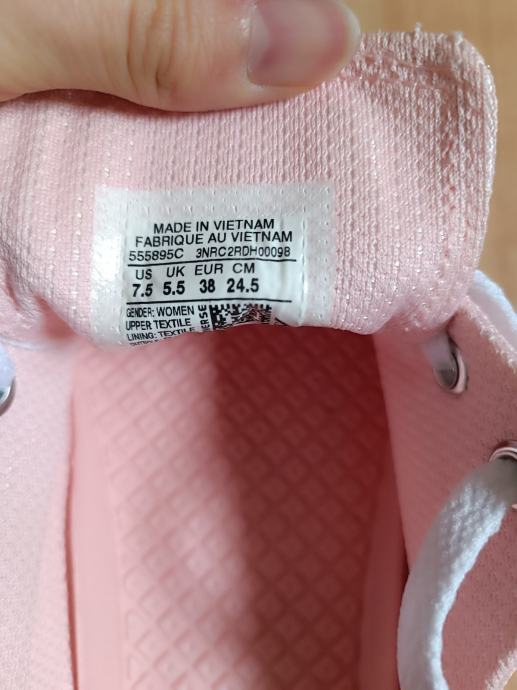 MADE IN VIETNAM
FABRIQUE AU VIETNAM
555895C 3NRC2RDH00098
US UK EUR CM
7.5 5.5 38 24.5
GENDER: WOMEN
UPPER TEXTILE
LINING: TEXTILE